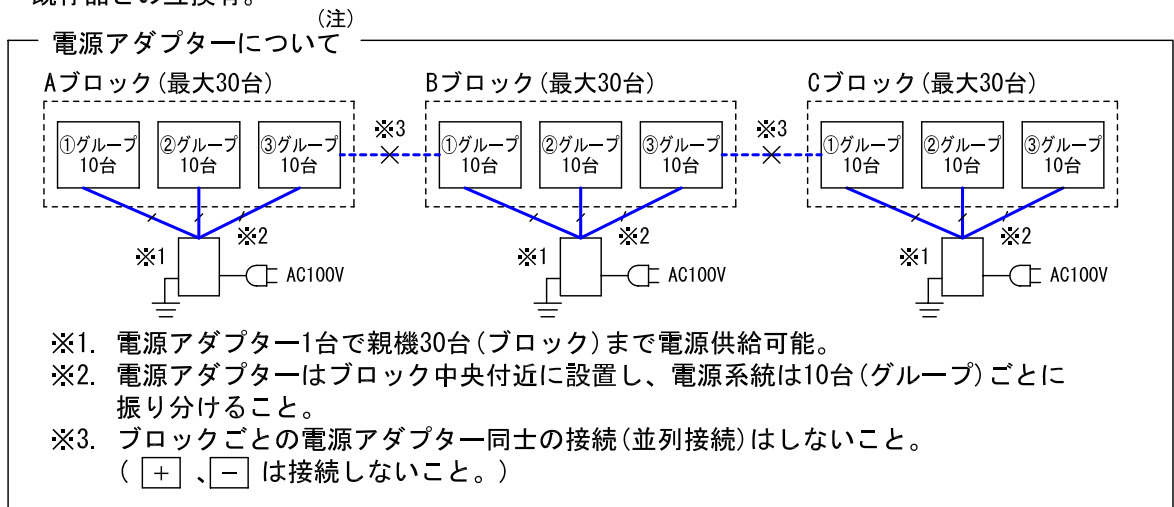 (注)
電源アダプターについて
Aブロック(最大30台)
Bブロック(最大30台)
Cブロック(最大30台)
①グループ
10台
②グループ
10台
③グループ
10台
※3
①グループ
10台
②グループ
10台
③グループ
10台
※3
①グループ
10台
②グループ
10台
③グループ
10台
※1
※2
AC100V
※1
※2
AC100V
※1
※2
AC100V
※1. 電源アダプター1台で親機30台(ブロック)まで電源供給可能。
※2. 電源アダプターはブロック中央付近に設置し、電源系統は10台(グループ)ごとに
振り分けること。
※3. ブロックごとの電源アダプター同士の接続(並列接続)はしないこと。
( + 、 - は接続しないこと。)